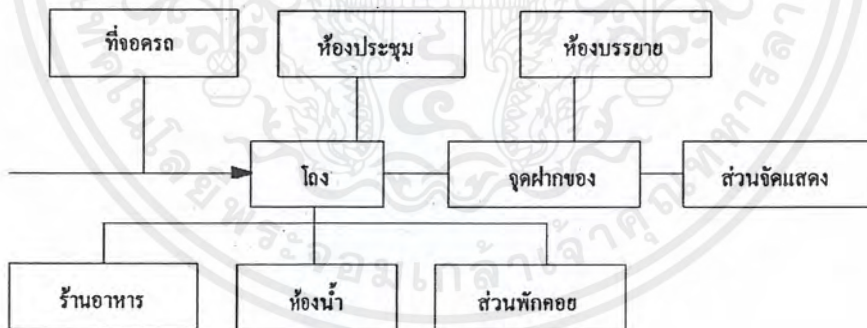 ที่จอดรถ
ห้องประชุม
ห้องบรรยาย
โถง
จุดฝากของ
ส่วนจัดแสดง
ร้านอาหาร
ห้องน้ำ
ส่วนพักคอย